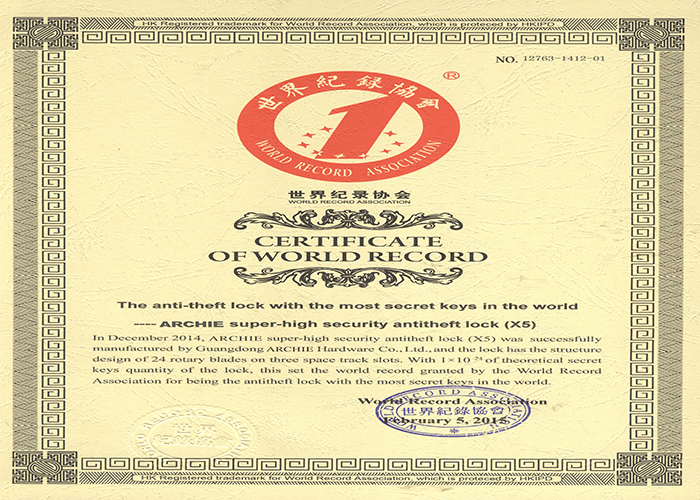 HK Registered trademark for World Record Association, which is proteced by HKIPD
NO. 12763-1412-01
®
世界紀錄協會
1
WORLD RECORD ASSOCIATION
世界纪录协会
WORLD RECORD ASSOCIATION
CERTIFICATE
OF WORLD RECORD
The anti-theft lock with the most secret keys in the world
---- ARCHIE super-high security antitheft lock (X5)
In December 2014, ARCHIE super-high security antitheft lock (X5) was successfully
manufactured by Guangdong ARCHIE Hardware Co., Ltd., and the lock has the structure
design of 24 rotary blades on three space track slots. With 1×10 24 of theoretical secret
keys quantity of the lock, this set the world record granted by the World Record
Association for being the antitheft lock with the most secret keys in the world.
World Record Association
WORLD RECORD ASSOCIATION
(世界紀錄協會)
February 5, 2015
HK Registered trademark for World Record Association, which is proteced by HKIPD